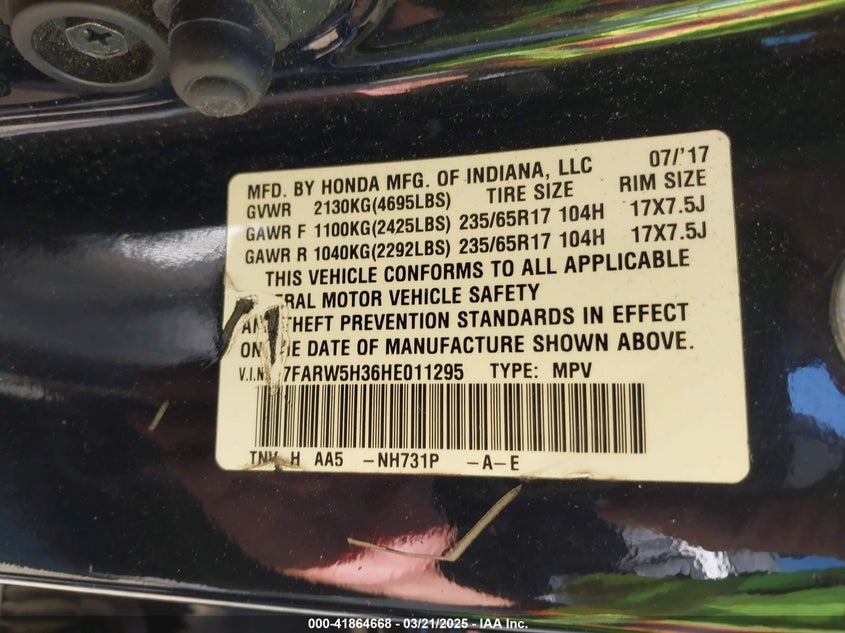 MFD. BY HONDA MFG. OF INDIANA, LLC 07/'17
GVWR 2130KG(4695LBS) TIRE SIZE RIM SIZE
GAWR F 1100KG(2425LBS) 235/65R17 104H 17X7.5J
GAWR R 1040KG(2292LBS) 235/65R17 104H 17X7.5J
THIS VEHICLE CONFORMS TO ALL APPLICABLE
ERAL MOTOR VEHICLE SAFETY
AN THEFT PREVENTION STANDARDS IN EFFECT
ON E DATE OF MANUFACTURE SHOWN ABOVE.
V.I.N 7FARW5H36HE011295 TYPE: MPV
H AA5 -NH731P -A-E
000-41864668 — 03/21/2025 — IAA Inc.